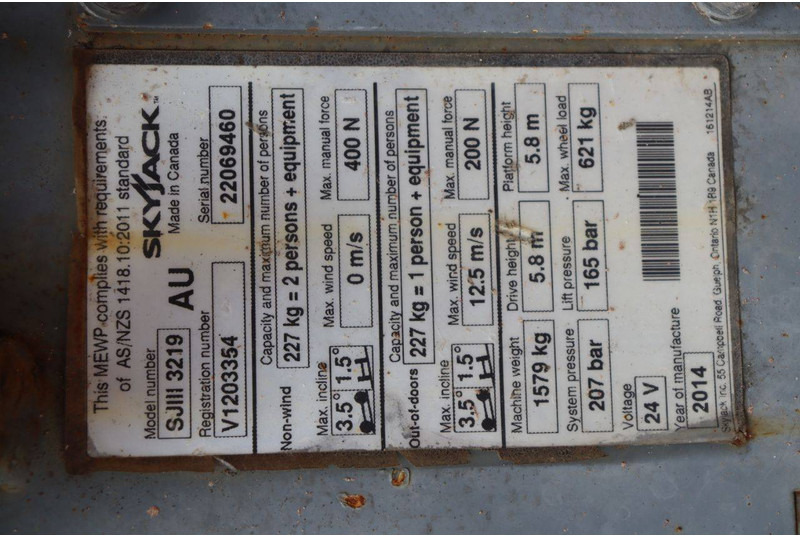 This MEWP complies with requirements
of AS/NZS 1418.10:2011 standard
Model number
SJIII 3219
AU
SKYJACK™
Made in Canada
Registration number
V1203354
Serial number
22069460
Non-wind
Capacity and maximum number of persons
227 kg = 2 persons + equipment
Max. incline
3.5° 1.5°
Max. wind speed
0 m/s
Max. manual force
400 N
Out-of-doors
Capacity and maximum number of persons
227 kg = 1 person + equipment
Max. incline
3.5° 1.5°
Max. wind speed
12.5 m/s
Max. manual force
200 N
Machine weight
1579 kg
Drive height
5.8 m
Platform height
5.8 m
System pressure
207 bar
Lift pressure
165 bar
Max. wheel load
621 kg
Voltage
24 V
Year of manufacture
2014
Skyjack Inc. 55 Campbell Road, Guelph, Ontario N1H 1B9 Canada 161214AB